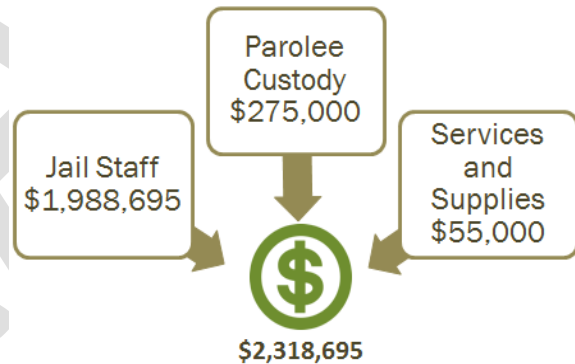 Parolee
Custody
$275,000
Jail Staff
$1,988,695
Services
and
Supplies
$55,000
$
$2,318,695